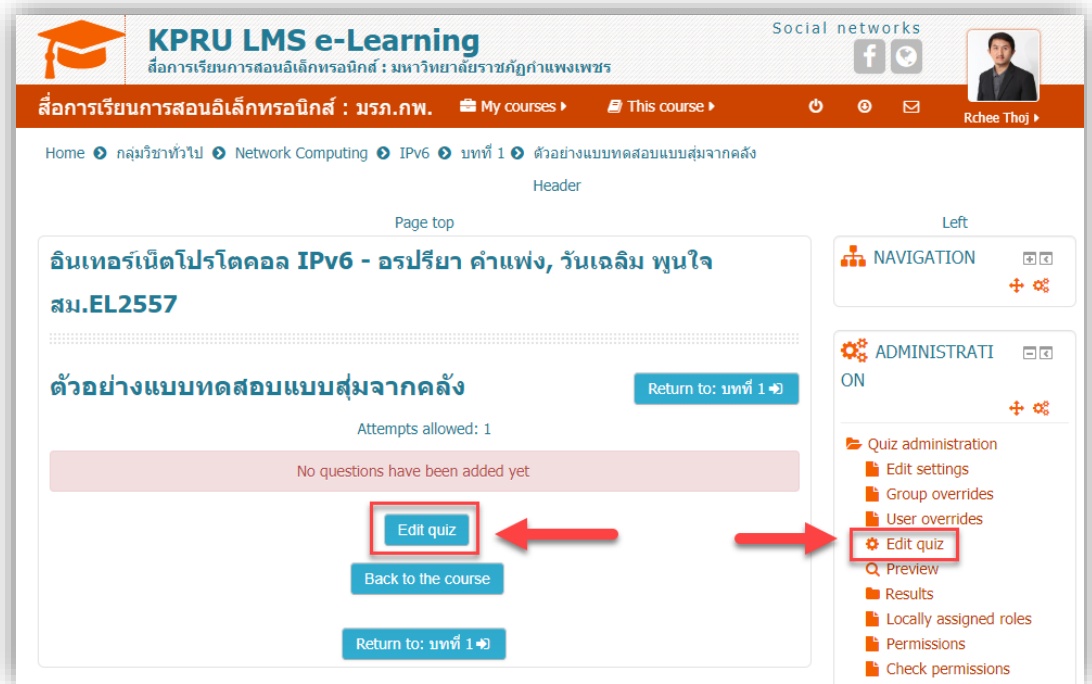 KPRU LMS e-Learning
สื่อการเรียนการสอนอิเล็กทรอนิกส์ : มหาวิทยาลัยราชภัฏกำแพงเพชร
Social networks
สื่อการเรียนการสอนอิเล็กทรอนิกส์ : มรภ.กพ.
My courses
This course
Rchee Thoj
Home กลุ่มวิชาทั่วไป Network Computing IPv6 บทที่ 1 ตัวอย่างแบบทดสอบแบบสุ่มจากคลัง
Header
Page top
Left
อินเทอร์เน็ตโปรโตคอล IPv6 - อรปรียา คำแพ่ง, วันเฉลิม พูนใจ
สม.EL2557
ตัวอย่างแบบทดสอบแบบสุ่มจากคลัง
Return to: บทที่ 1
Attempts allowed: 1
No questions have been added yet
Edit quiz
Back to the course
Return to: บทที่ 1
NAVIGATION
ADMINISTRATI
ON
Quiz administration
Edit settings
Group overrides
User overrides
Edit quiz
Preview
Results
Locally assigned roles
Permissions
Check permissions